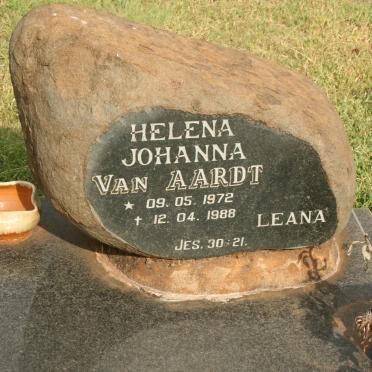 HELENA
JOHANNA
VAN AARDT
* 09.05.1972
† 12.04.1988
LEANA
JES. 30-21.